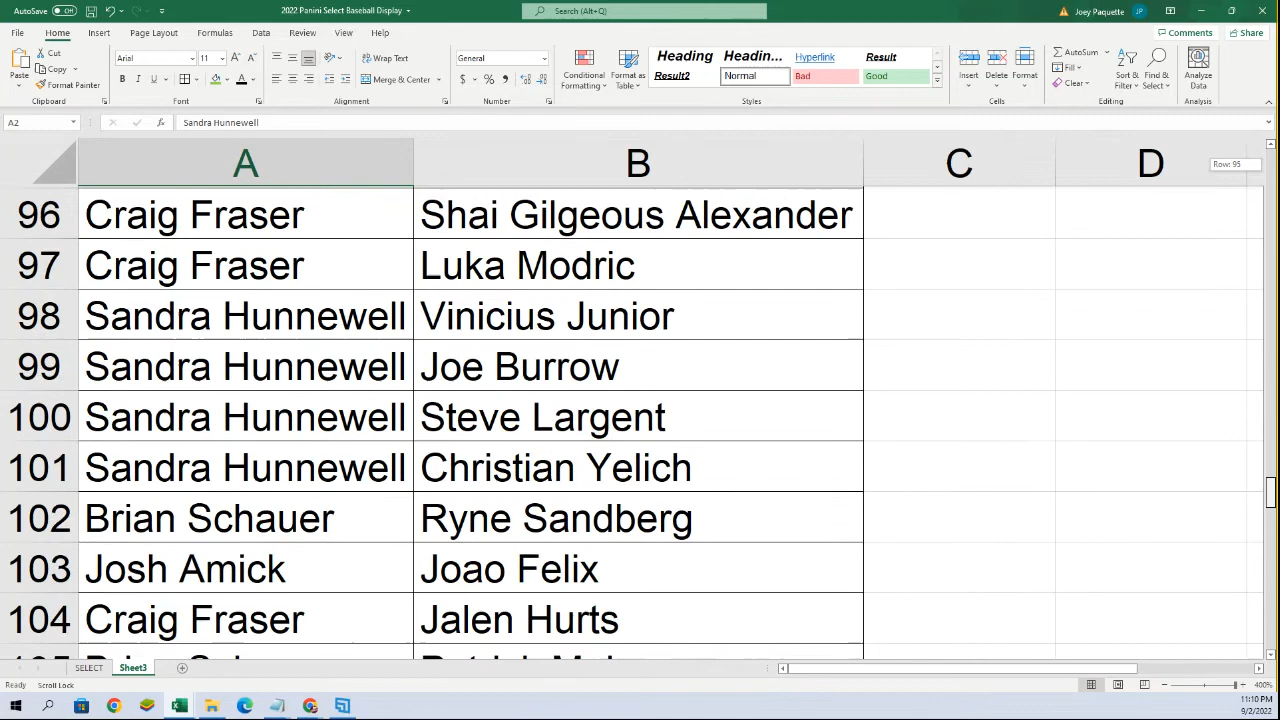 AutoSave Off 2022 Panini Select Baseball Display Search (Alt+Q) Joey Paquette JP
File Home Insert Page Layout Formulas Data Review View Help Comments Share
Paste Cut Copy Format Painter Clipboard
Arial 11 B I U A Font
Wrap Text Merge & Center Alignment
General $ % , Number
Conditional Formatting Format as Table
Heading Headin... Hyperlink Result
Result2 Normal Bad Good
Styles
Insert Delete Format Cells
AutoSum Fill Clear Sort & Filter Find & Select Editing
Analyze Data Analysis
A2 fx Sandra Hunnewell
A B C D Row: 95
96 Craig Fraser Shai Gilgeous Alexander
97 Craig Fraser Luka Modric
98 Sandra Hunnewell Vinicius Junior
99 Sandra Hunnewell Joe Burrow
100 Sandra Hunnewell Steve Largent
101 Sandra Hunnewell Christian Yelich
102 Brian Schauer Ryne Sandberg
103 Josh Amick Joao Felix
104 Craig Fraser Jalen Hurts
SELECT Sheet3
Ready Scroll Lock 400%
11:10 PM
9/2/2022